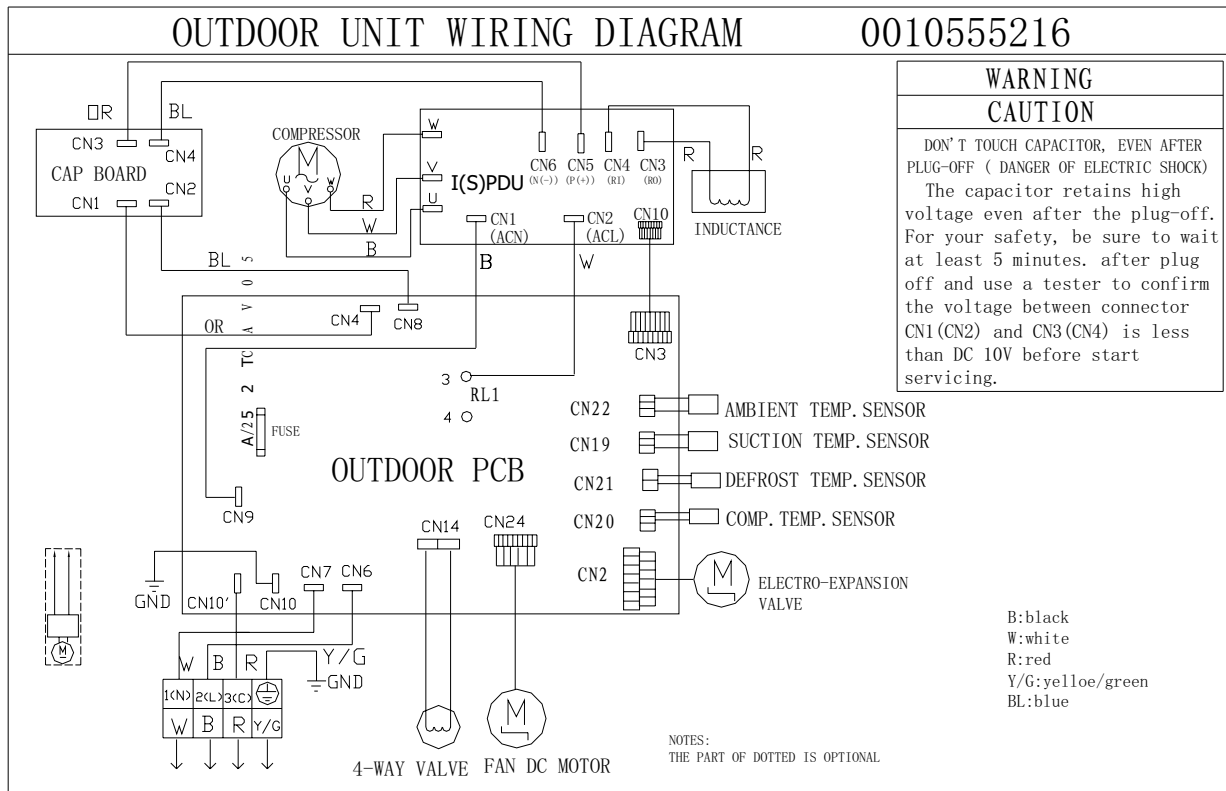 OUTDOOR UNIT WIRING DIAGRAM 0010555216
WARNING
CAUTION
DON'T TOUCH CAPACITOR, EVEN AFTER
PLUG-OFF ( DANGER OF ELECTRIC SHOCK)
The capacitor retains high
voltage even after the plug-off.
For your safety, be sure to wait
at least 5 minutes. after plug
off and use a tester to confirm
the voltage between connector
CN1(CN2) and CN3(CN4) is less
than DC 10V before start
servicing.
OR BL
CN3 CN4
CAP BOARD
CN2
CN1
COMPRESSOR
M
U V W
R
W
B
W
V
U
I(S)PDU
CN6 CN5 CN4 CN3
(N(-)) (P(+)) (RI) (RO)
CN1
(ACN)
CN2
(ACL)
CN10
R R
INDUCTANCE
B W
BL
OR
A/25 2 TC A V 0 5
FUSE
CN4 CN8
CN3
3
RL1
4
OUTDOOR PCB
CN22 AMBIENT TEMP.SENSOR
CN19 SUCTION TEMP.SENSOR
CN21 DEFROST TEMP.SENSOR
CN20 COMP.TEMP.SENSOR
CN2
M
ELECTRO-EXPANSION
VALVE
CN9
CN14 CN24
GND
CN10' CN10 CN7 CN6
M
W B R Y/G
GND
1(N) 2(L) 3(C)
W B R Y/G
4-WAY VALVE
M
FAN DC MOTOR
B:black
W:white
R:red
Y/G:yelloe/green
BL:blue
NOTES:
THE PART OF DOTTED IS OPTIONAL